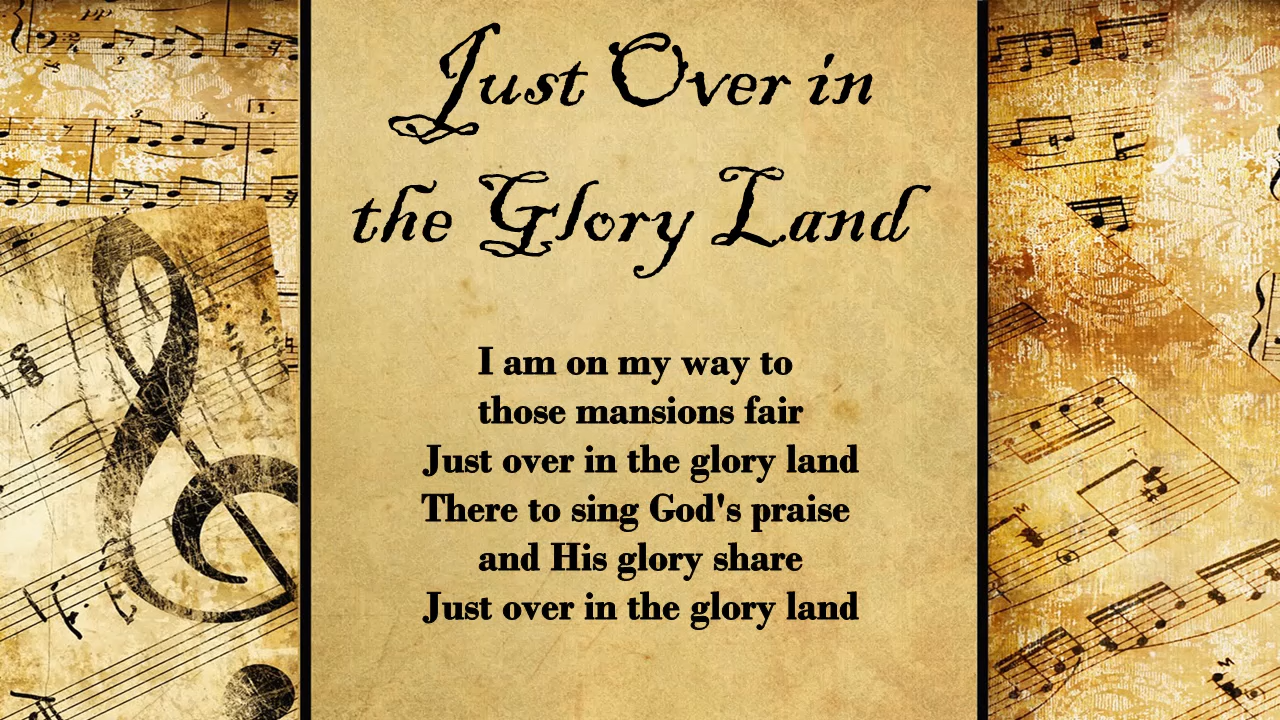 Just Over in
the Glory Land
I am on my way to
those mansions fair
Just over in the glory land
There to sing God's praise
and His glory share
Just over in the glory land